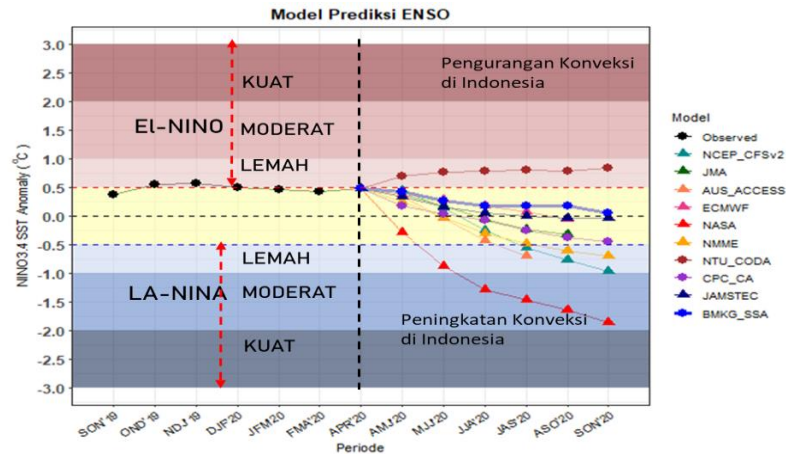 Model Prediksi ENSO
3.0
2.5
2.0
1.5
1.0
0.5
0.0
-0.5
-1.0
-1.5
-2.0
-2.5
-3.0
NINO3.4 SST Anomaly (°C)
KUAT
El-NINO
MODERAT
LEMAH
Pengurangan Konveksi
di Indonesia
LEMAH
LA-NINA
MODERAT
KUAT
Peningkatan Konveksi
di Indonesia
SON'19
OND'19
NDJ'19
DJF'20
JFM'20
FMA'20
APR'20
AMJ'20
MJJ'20
JJA'20
JAS'20
ASO'20
SON'20
Periode
Model
Observed
NCEP_CFSv2
JMA
AUS_ACCESS
ECMWF
NASA
NMME
NTU_CODA
CPC_CA
JAMSTEC
BMKG_SSA